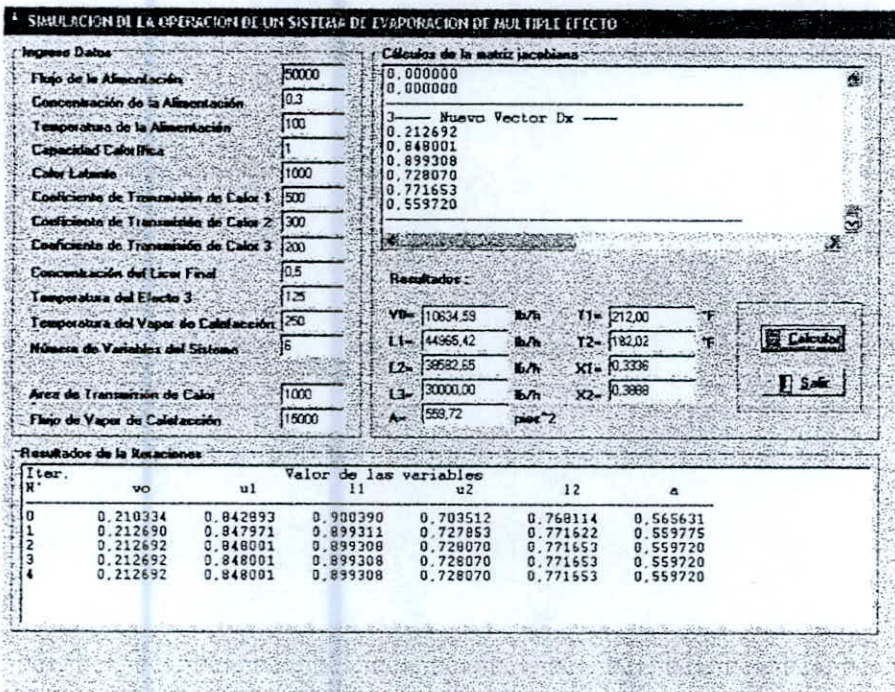 SIMULACION DE LA OPERACION DE UN SISTEMA DE EVAPORACION DE MULTIPLE EFECTO
Ingreso Datos
Flujo de la Alimentación 50000
Concentración de la Alimentación 0,3
Temperatura de la Alimentación 100
Capacidad Calorífica 1
Calor Latente 1000
Coeficiente de Transmisión de Calor 1 500
Coeficiente de Transmisión de Calor 2 300
Coeficiente de Transmisión de Calor 3 200
Concentración del Licor Final 0,5
Temperatura del Efecto 3 125
Temperatura del Vapor de Calefacción 250
Número de Variables del Sistema 6
Area de Transmisión de Calor 1000
Flujo de Vapor de Calefacción 15000
Cálculos de la matriz jacobiana
0,000000
0,000000
3---- Nuevo Vector Dx ----
0,212692
0,848001
0,899308
0,728070
0,771653
0,559720
Resultados :
V0= 10634,59 lb/h T1= 212,00 °F
L1= 44965,42 lb/h T2= 182,02 °F
L2= 38582,65 lb/h X1= 0,3336
L3= 30000,00 lb/h X2= 0,3888
A= 559,72 pies^2
Calcular
Salir
Resultados de la Iteraciones
Iter. Valor de las variables
N° vo u1 l1 u2 l2 a
0 0,210334 0,842893 0,900390 0,703512 0,768114 0,565631
1 0,212690 0,847971 0,899311 0,727853 0,771622 0,559775
2 0,212692 0,848001 0,899308 0,728070 0,771653 0,559720
3 0,212692 0,848001 0,899308 0,728070 0,771653 0,559720
4 0,212692 0,848001 0,899308 0,728070 0,771653 0,559720